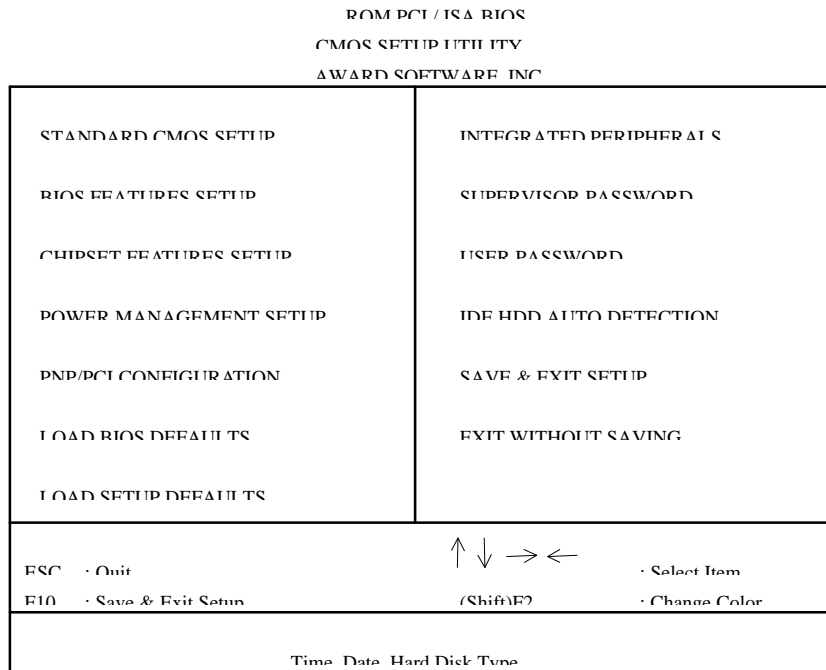 ROM PCI / ISA BIOS
CMOS SETUP UTILITY
AWARD SOFTWARE, INC
STANDARD CMOS SETUP
BIOS FEATURES SETUP
CHIPSET FEATURES SETUP
POWER MANAGEMENT SETUP
PNP/PCI CONFIGURATION
LOAD BIOS DEFAULTS
LOAD SETUP DEFAULTS
INTEGRATED PERIPHERALS
SUPERVISOR PASSWORD
USER PASSWORD
IDE HDD AUTO DETECTION
SAVE & EXIT SETUP
EXIT WITHOUT SAVING
ESC : Quit ↑ ↓ → ← : Select Item
F10 : Save & Exit Setup (Shift)F2 : Change Color
Time, Date, Hard Disk Type